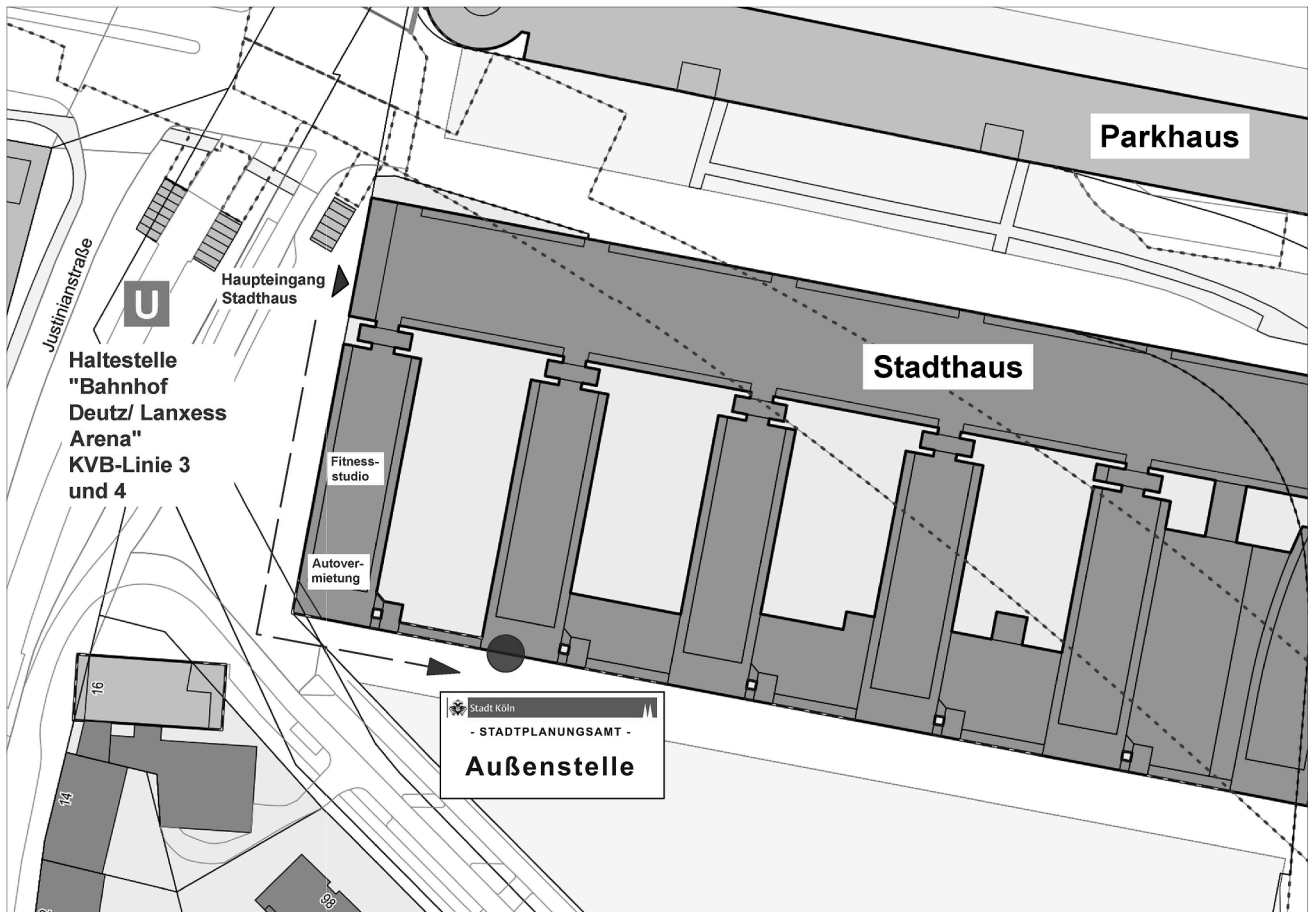 Parkhaus
Justinianstraße
Haupteingang
Stadthaus
U
Haltestelle
"Bahnhof
Deutz/ Lanxess
Arena"
KVB-Linie 3
und 4
Stadthaus
Fitness-
studio
Autover-
mietung
16
14
98
Stadt Köln
- STADTPLANUNGSAMT -
Außenstelle